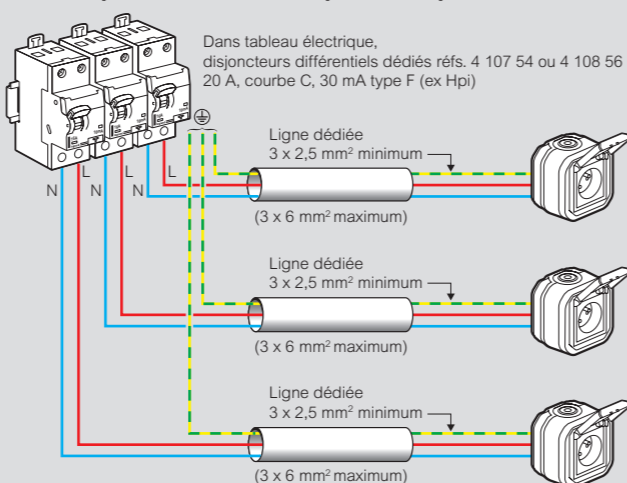 Dans tableau électrique,
disjoncteurs différentiels dédiés réfs. 4 107 54 ou 4 108 56
20 A, courbe C, 30 mA type F (ex Hpi)
Ligne dédiée
3 x 2,5 mm² minimum
L
L
L
N
N
N
(3 x 6 mm² maximum)
Ligne dédiée
3 x 2,5 mm² minimum
(3 x 6 mm² maximum)
Ligne dédiée
3 x 2,5 mm² minimum
(3 x 6 mm² maximum)